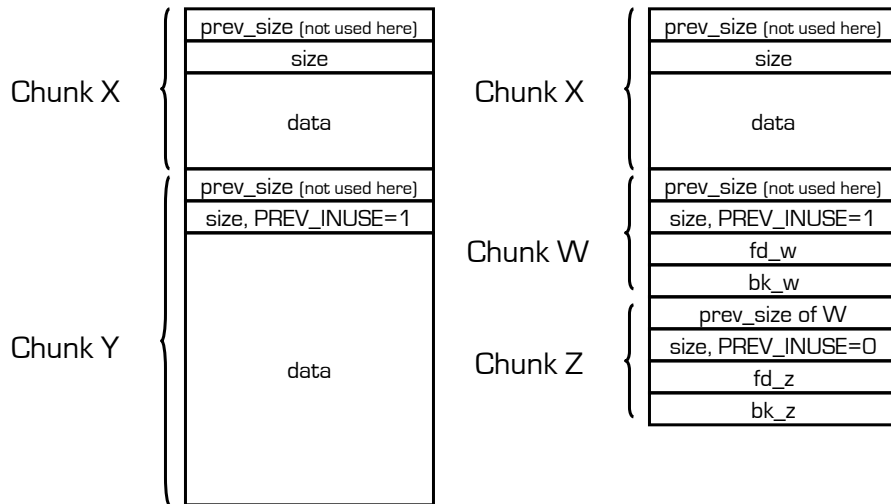 Chunk X
prev_size (not used here)
size
data
Chunk Y
prev_size (not used here)
size, PREV_INUSE=1
data
Chunk X
prev_size (not used here)
size
data
Chunk W
prev_size (not used here)
size, PREV_INUSE=1
fd_w
bk_w
Chunk Z
prev_size of W
size, PREV_INUSE=0
fd_z
bk_z